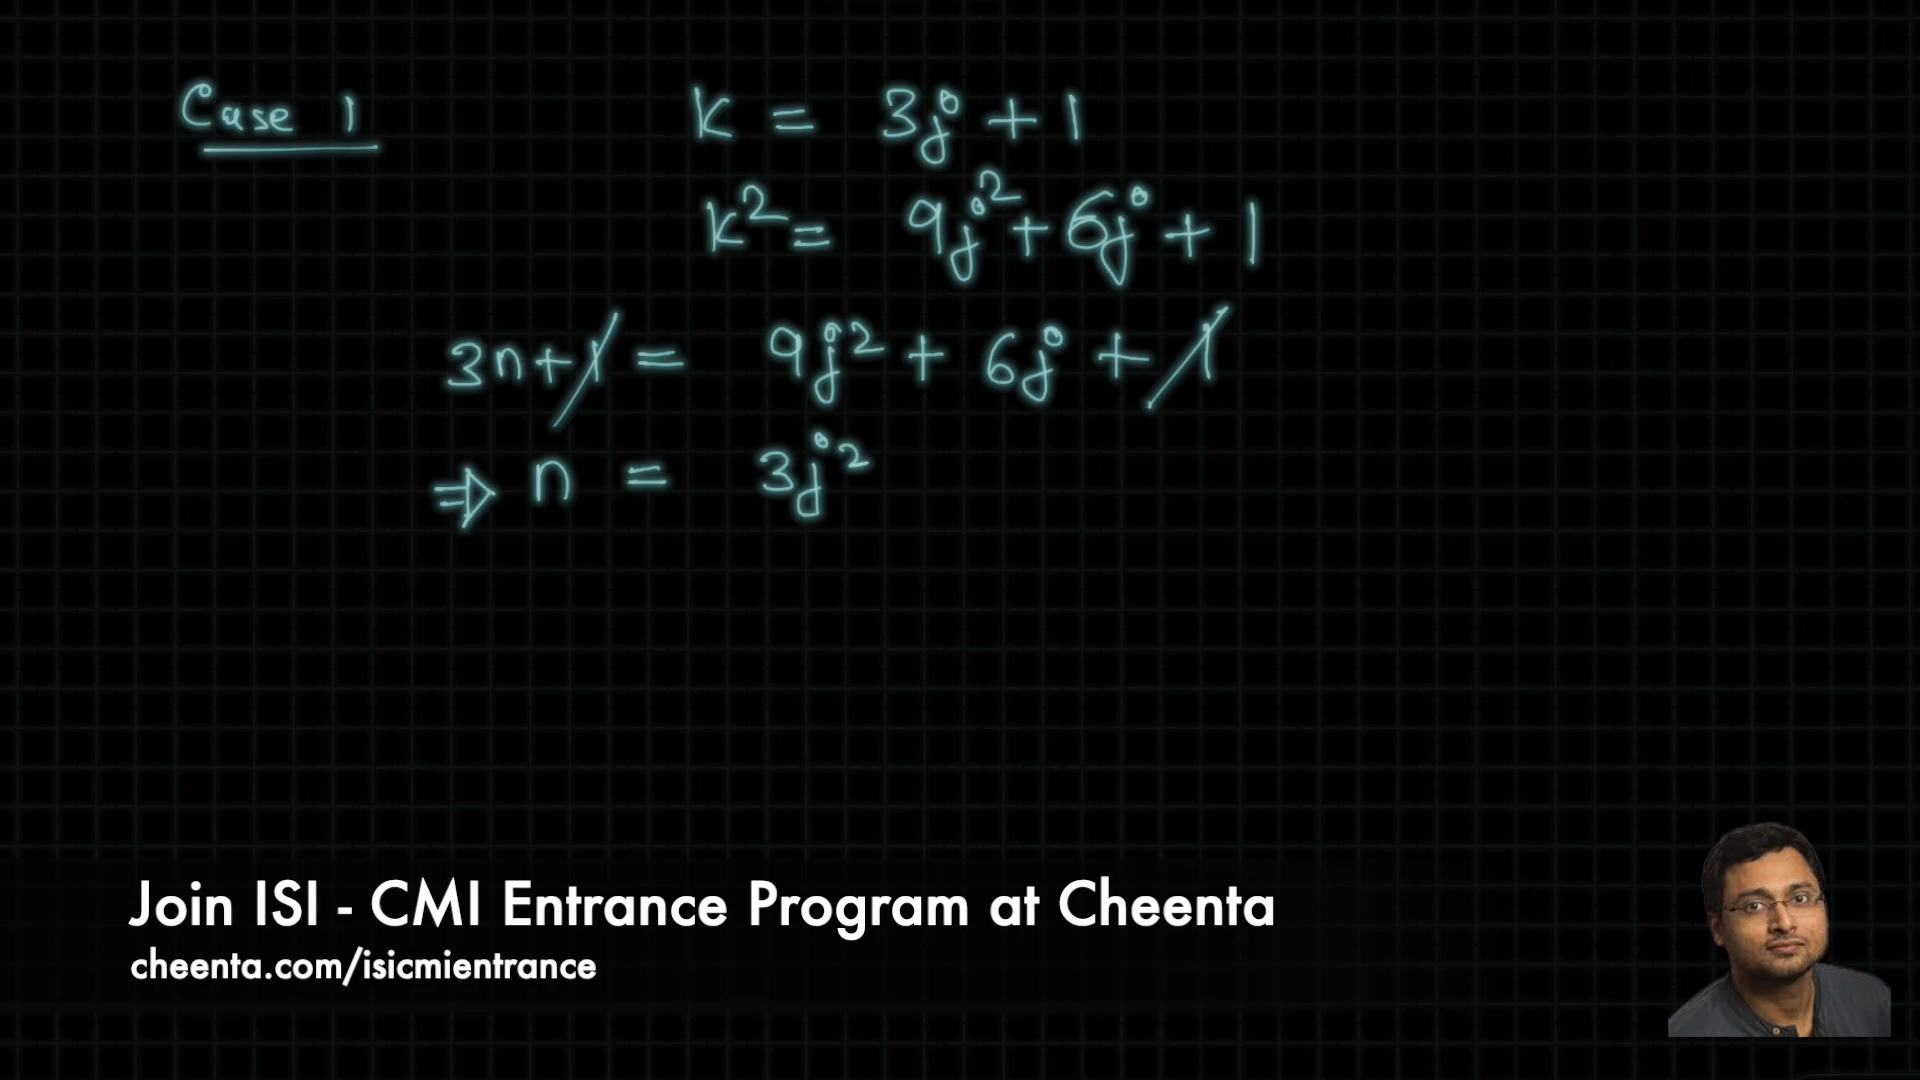 Case 1
k = 3j + 1
k² = 9j² + 6j + 1
3n + 1 = 9j² + 6j + 1
⇒ n = 3j²
Join ISI - CMI Entrance Program at Cheenta
cheenta.com/isicmientrance